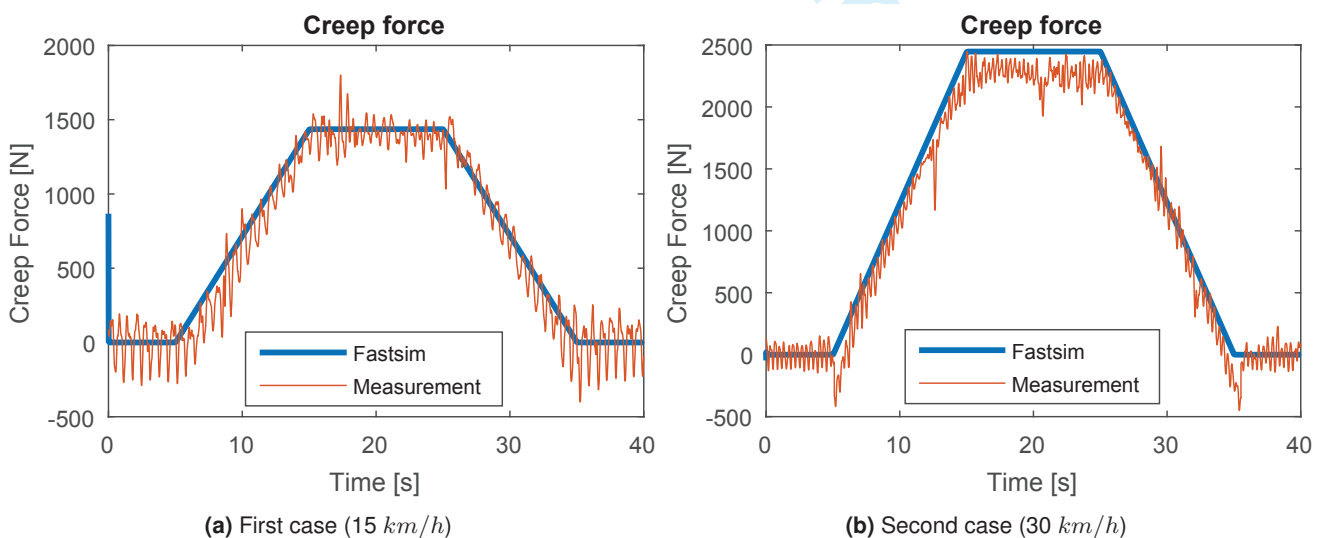 Creep force
2000
1500
1000
500
0
-500
Creep Force [N]
Fastsim
Measurement
0 10 20 30 40
Time [s]
(a) First case (15 km/h)
Creep force
2500
2000
1500
1000
500
0
-500
Creep Force [N]
Fastsim
Measurement
0 10 20 30 40
Time [s]
(b) Second case (30 km/h)